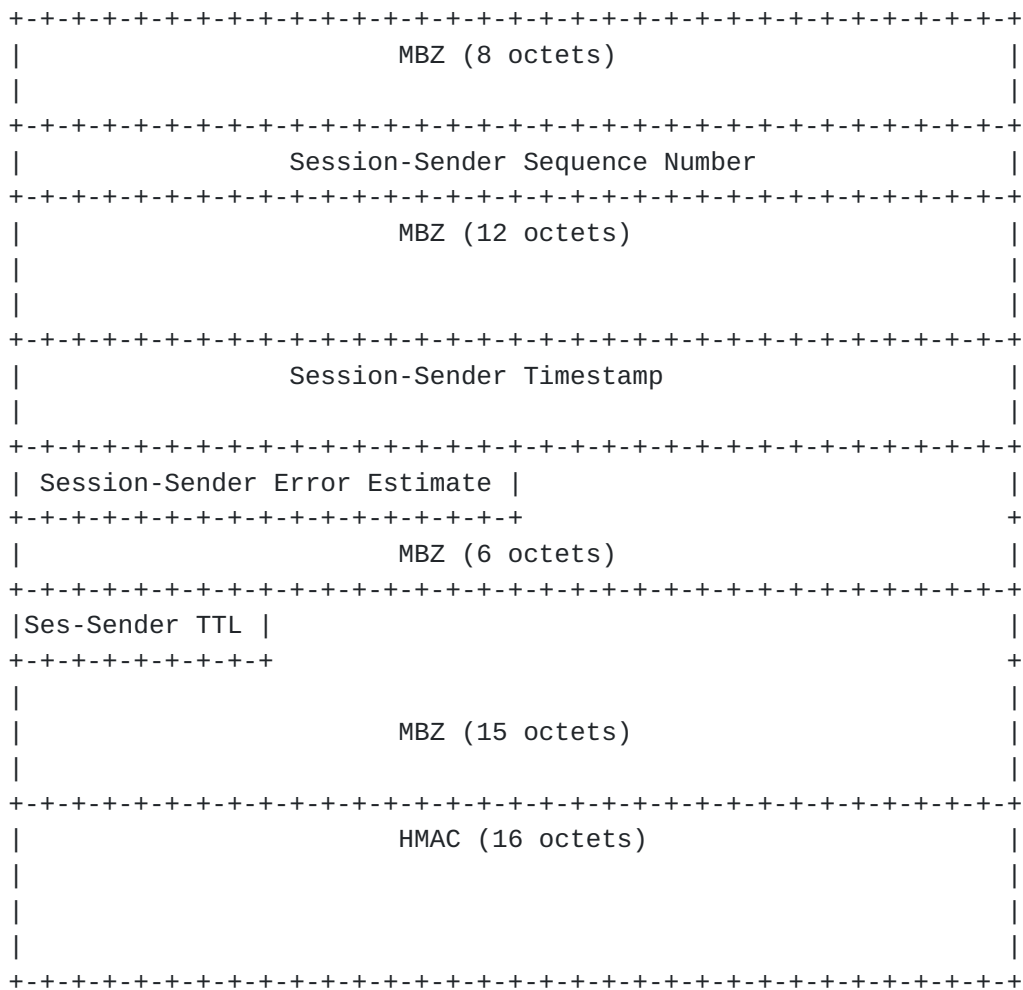 +-+-+-+-+-+-+-+-+-+-+-+-+-+-+-+-+-+-+-+-+-+-+-+-+-+-+-+-+-+-+-+-+
|                        MBZ (8 octets)                         |
|                                                               |
+-+-+-+-+-+-+-+-+-+-+-+-+-+-+-+-+-+-+-+-+-+-+-+-+-+-+-+-+-+-+-+-+
|                 Session-Sender Sequence Number                |
+-+-+-+-+-+-+-+-+-+-+-+-+-+-+-+-+-+-+-+-+-+-+-+-+-+-+-+-+-+-+-+-+
|                        MBZ (12 octets)                        |
|                                                               |
|                                                               |
+-+-+-+-+-+-+-+-+-+-+-+-+-+-+-+-+-+-+-+-+-+-+-+-+-+-+-+-+-+-+-+-+
|                 Session-Sender Timestamp                      |
|                                                               |
+-+-+-+-+-+-+-+-+-+-+-+-+-+-+-+-+-+-+-+-+-+-+-+-+-+-+-+-+-+-+-+-+
| Session-Sender Error Estimate |                               |
+-+-+-+-+-+-+-+-+-+-+-+-+-+-+-+-+                               +
|                        MBZ (6 octets)                         |
+-+-+-+-+-+-+-+-+-+-+-+-+-+-+-+-+-+-+-+-+-+-+-+-+-+-+-+-+-+-+-+-+
|Ses-Sender TTL |                                               |
+-+-+-+-+-+-+-+-+                                               +
|                                                               |
|                        MBZ (15 octets)                        |
|                                                               |
+-+-+-+-+-+-+-+-+-+-+-+-+-+-+-+-+-+-+-+-+-+-+-+-+-+-+-+-+-+-+-+-+
|                        HMAC (16 octets)                       |
|                                                               |
|                                                               |
|                                                               |
+-+-+-+-+-+-+-+-+-+-+-+-+-+-+-+-+-+-+-+-+-+-+-+-+-+-+-+-+-+-+-+-+